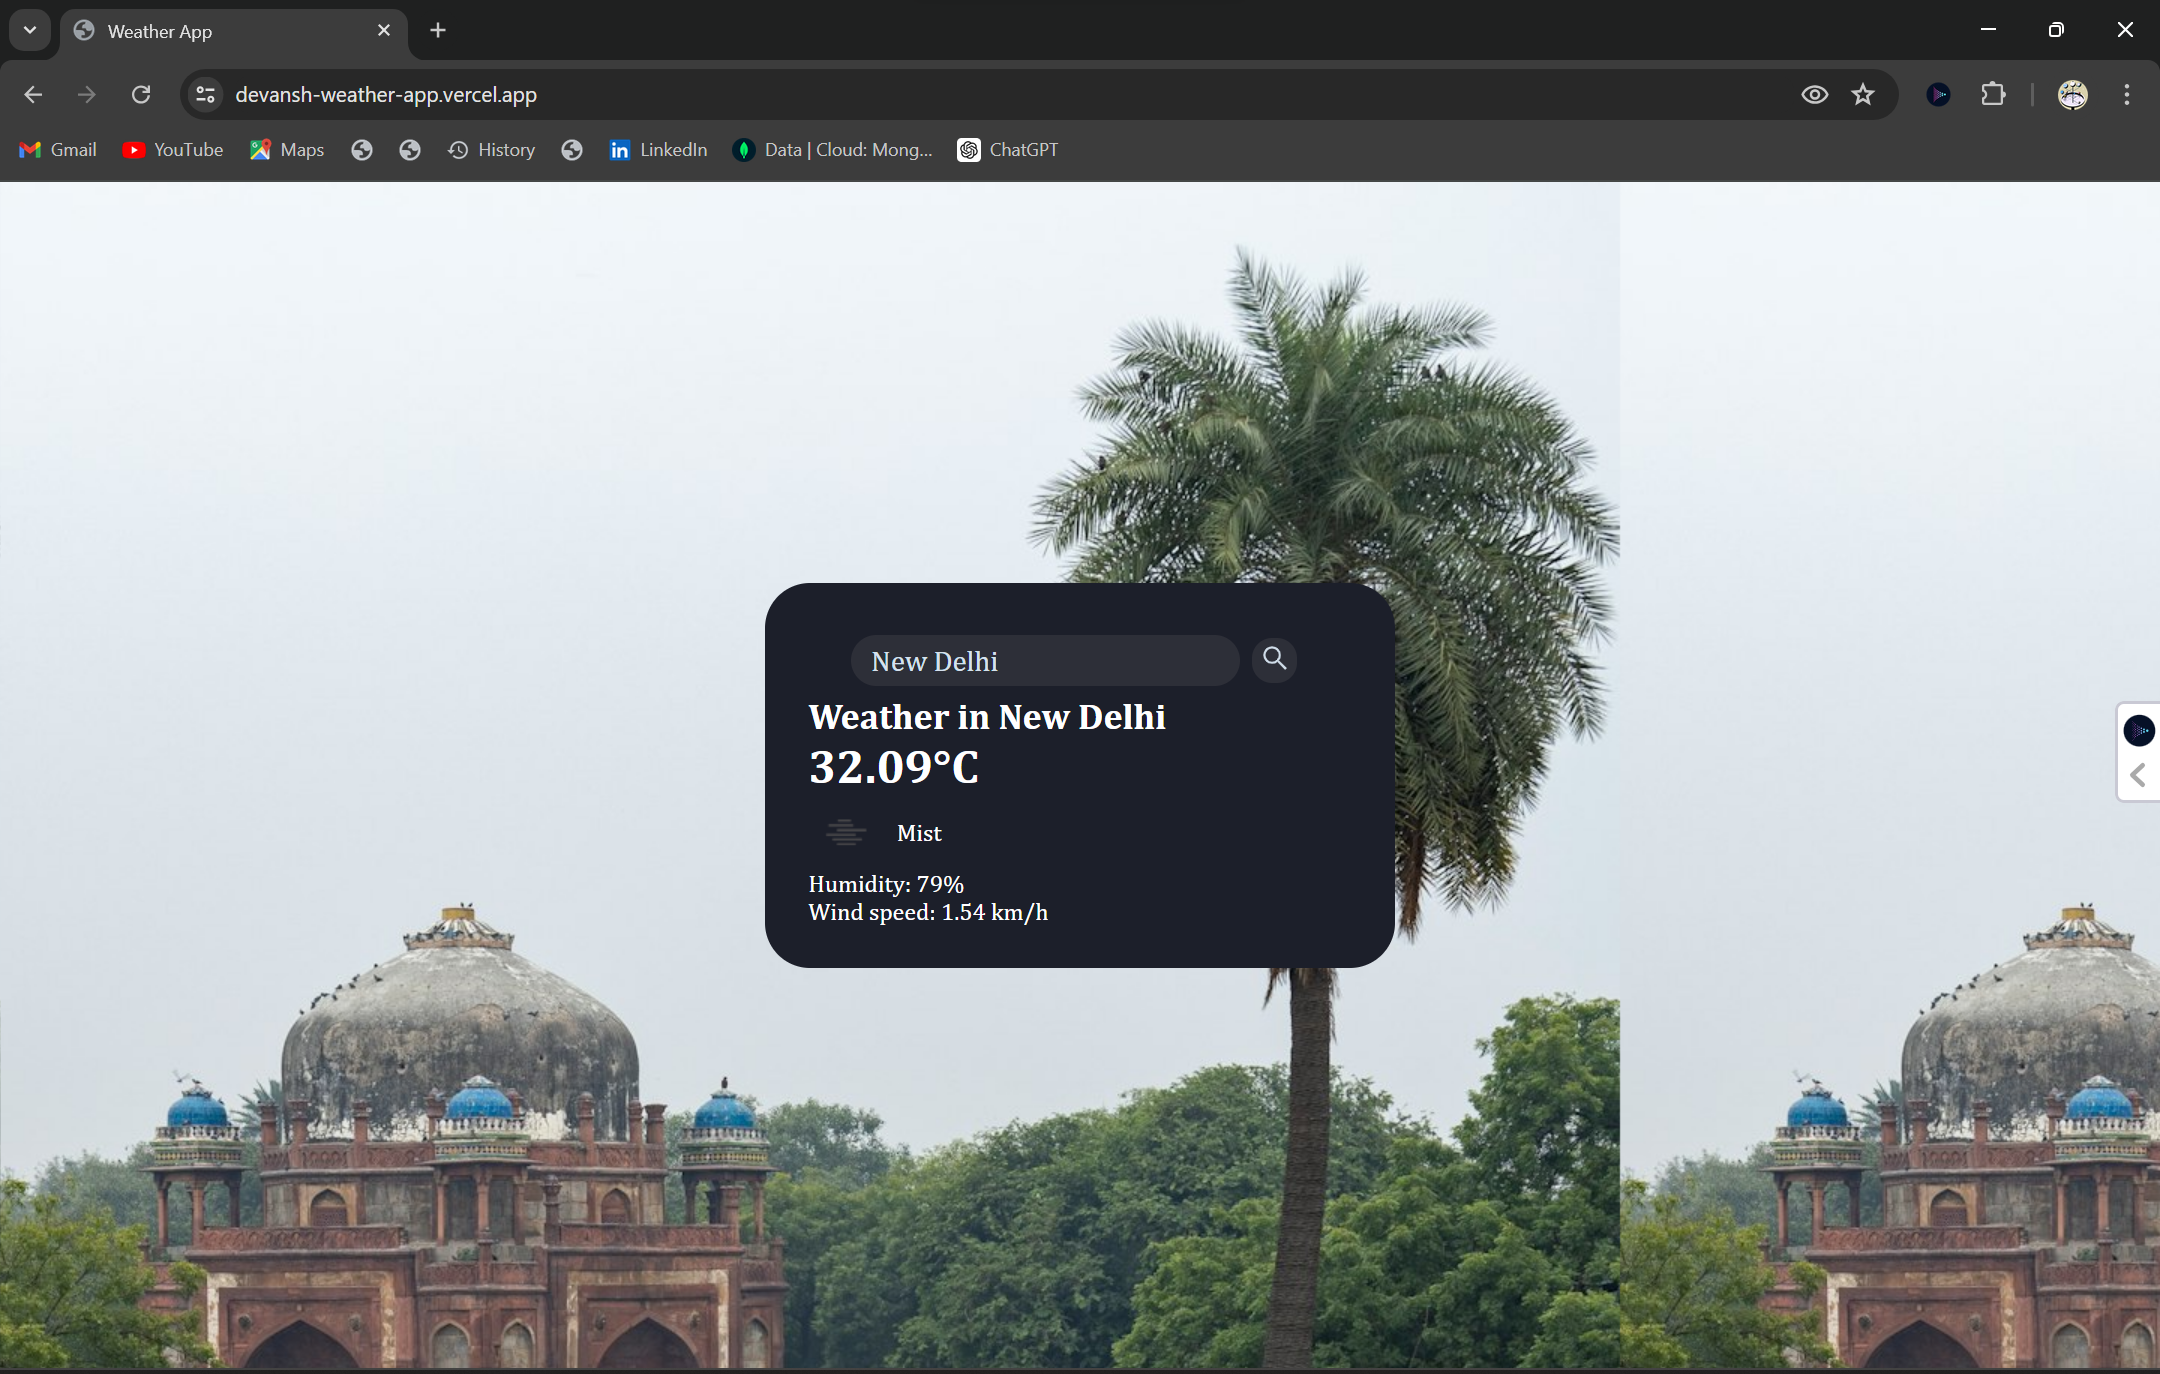 Weather App
devansh-weather-app.vercel.app
Gmail YouTube Maps History LinkedIn Data | Cloud: Mong... ChatGPT
New Delhi
Weather in New Delhi
32.09°C
Mist
Humidity: 79%
Wind speed: 1.54 km/h